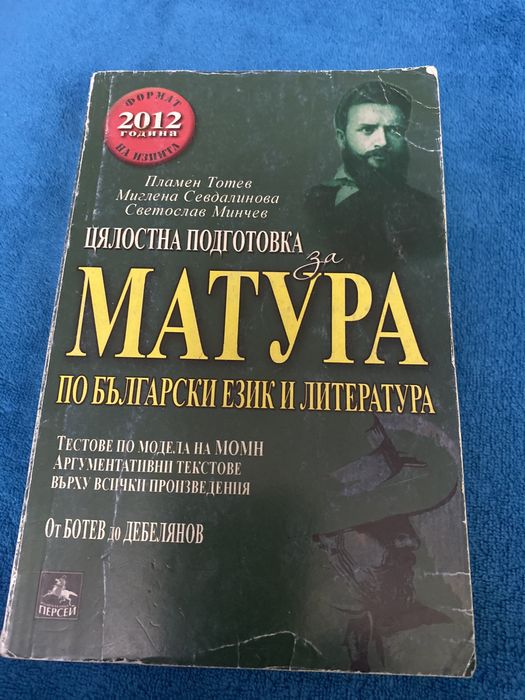 ФОРМАТ
2012
година
НА ИЗПИТА
Пламен Тотев
Миглена Севдалинова
Светослав Минчев
ЦЯЛОСТНА ПОДГОТОВКА
за
МАТУРА
ПО БЪЛГАРСКИ ЕЗИК И ЛИТЕРАТУРА
ТЕСТОВЕ ПО МОДЕЛА НА МОМН
АРГУМЕНТАТИВНИ ТЕКСТОВЕ
ВЪРХУ ВСИЧКИ ПРОИЗВЕДЕНИЯ
От БОТЕВ до ДЕБЕЛЯНОВ
ПЕРСЕЙ